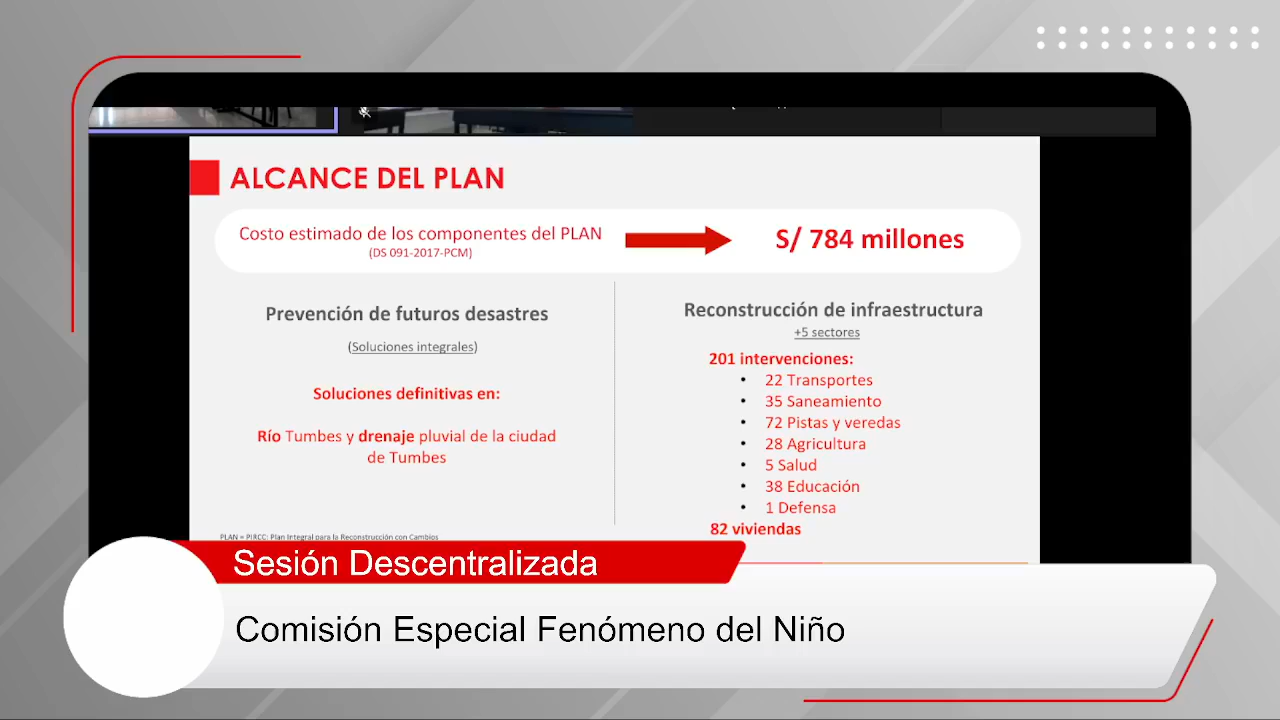 ALCANCE DEL PLAN
Costo estimado de los componentes del PLAN
(DS 091-2017-PCM)
S/ 784 millones
Prevención de futuros desastres
(Soluciones integrales)
Soluciones definitivas en:
Río Tumbes y drenaje pluvial de la ciudad
de Tumbes
Reconstrucción de infraestructura
+5 sectores
201 intervenciones:
• 22 Transportes
• 35 Saneamiento
• 72 Pistas y veredas
• 28 Agricultura
• 5 Salud
• 38 Educación
• 1 Defensa
82 viviendas
PLAN = PIRCC: Plan Integral para la Reconstrucción con Cambios
Sesión Descentralizada
Comisión Especial Fenómeno del Niño